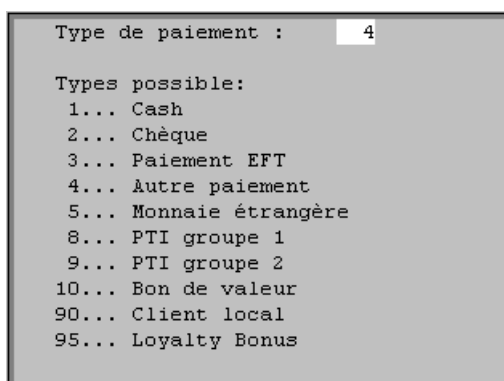 Type de paiement : 4
Types possible:
1... Cash
2... Chèque
3... Paiement EFT
4... Autre paiement
5... Monnaie étrangère
8... PTI groupe 1
9... PTI groupe 2
10... Bon de valeur
90... Client local
95... Loyalty Bonus